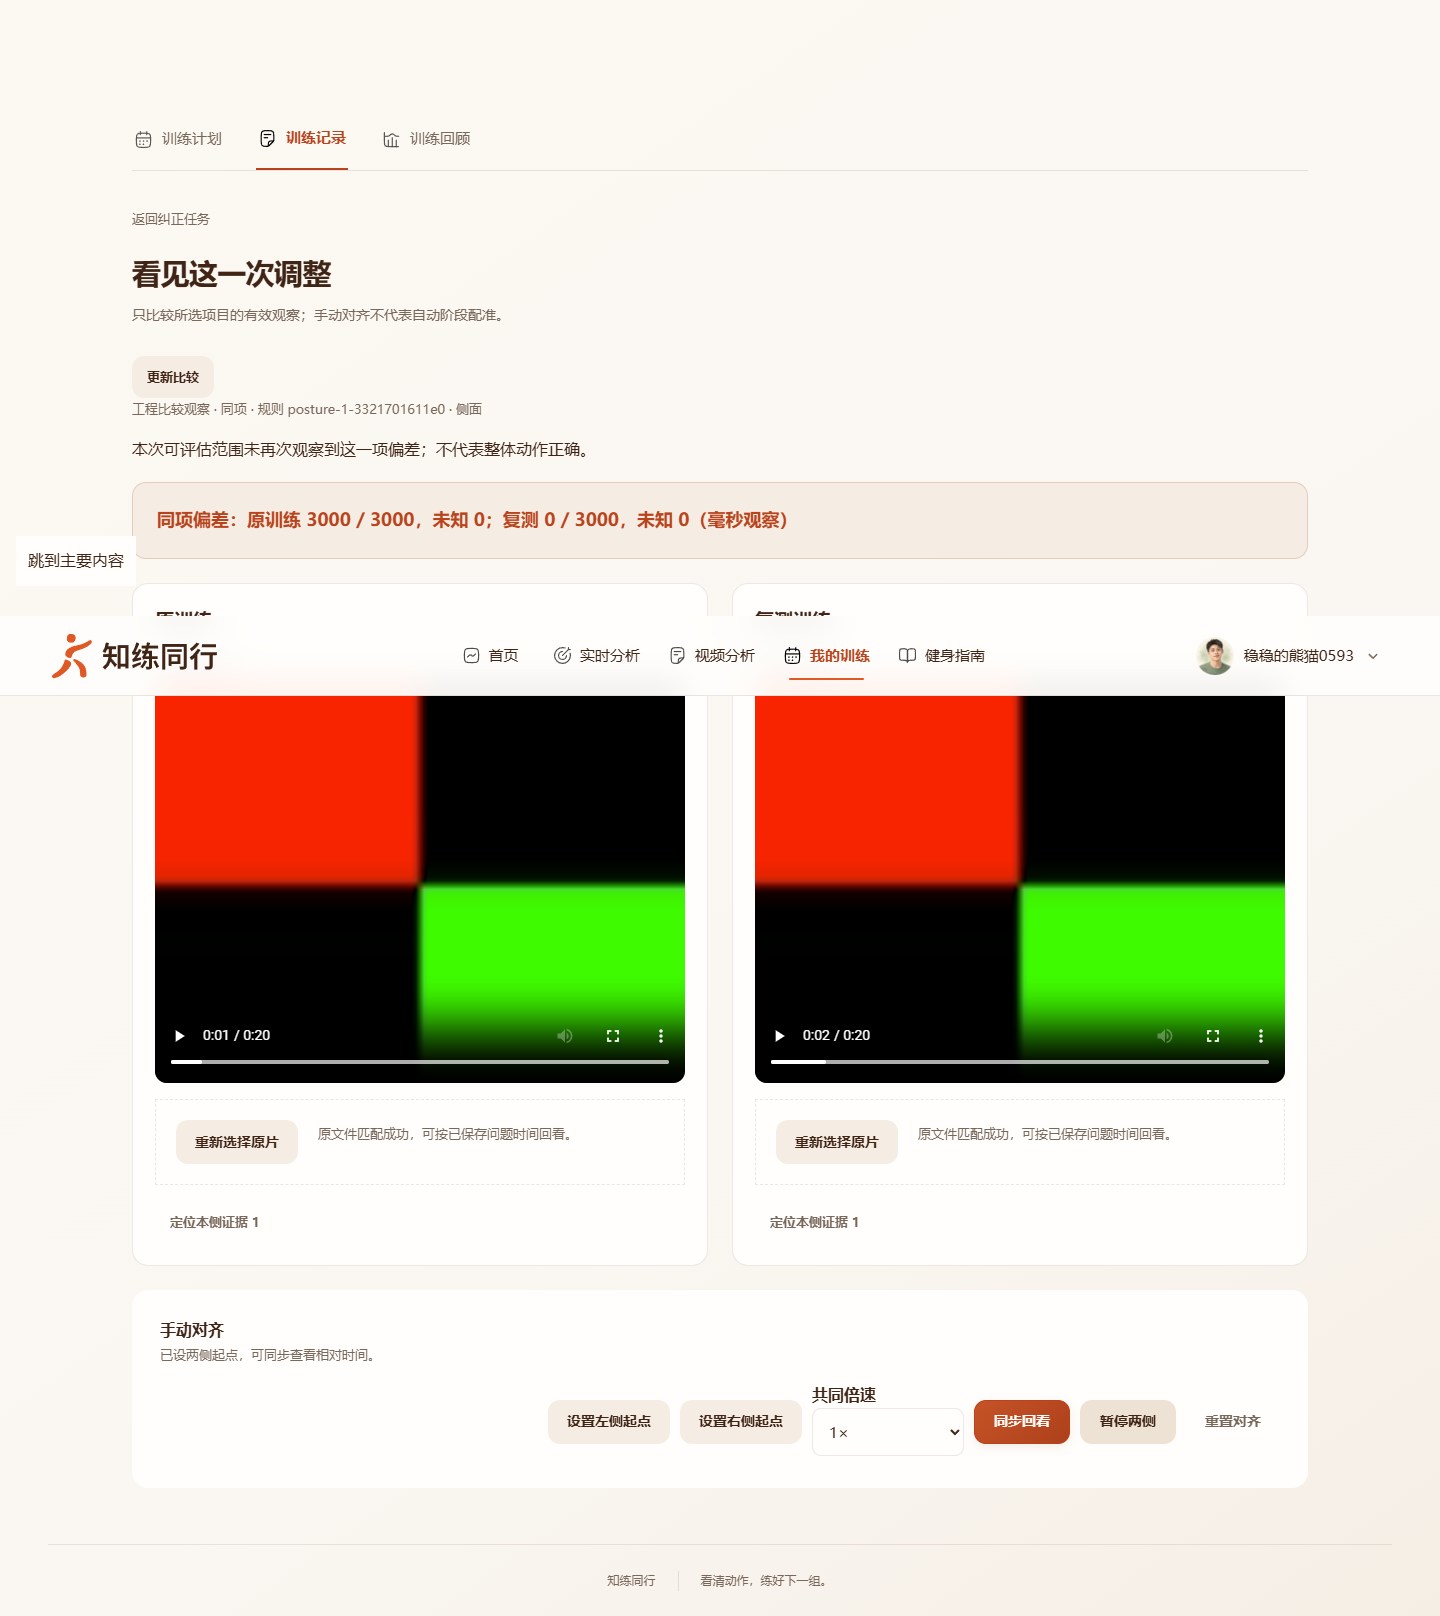 训练计划
训练记录
训练回顾
返回纠正任务
看见这一次调整
只比较所选项目的有效观察；手动对齐不代表自动阶段配准。
更新比较
工程比较观察 · 同项 · 规则 posture-1-3321701611e0 · 侧面
本次可评估范围未再次观察到这一项偏差；不代表整体动作正确。
同项偏差：原训练 3000 / 3000，未知 0；复测 0 / 3000，未知 0（毫秒观察）
跳到主要内容
原训练
复测训练
知练同行
首页
实时分析
视频分析
我的训练
健身指南
稳稳的熊猫0593
0:01 / 0:20
0:02 / 0:20
重新选择原片
原文件匹配成功，可按已保存问题时间回看。
重新选择原片
原文件匹配成功，可按已保存问题时间回看。
定位本侧证据 1
定位本侧证据 1
手动对齐
已设两侧起点，可同步查看相对时间。
设置左侧起点
设置右侧起点
共同倍速
1×
同步回看
暂停两侧
重置对齐
知练同行
看清动作，练好下一组。